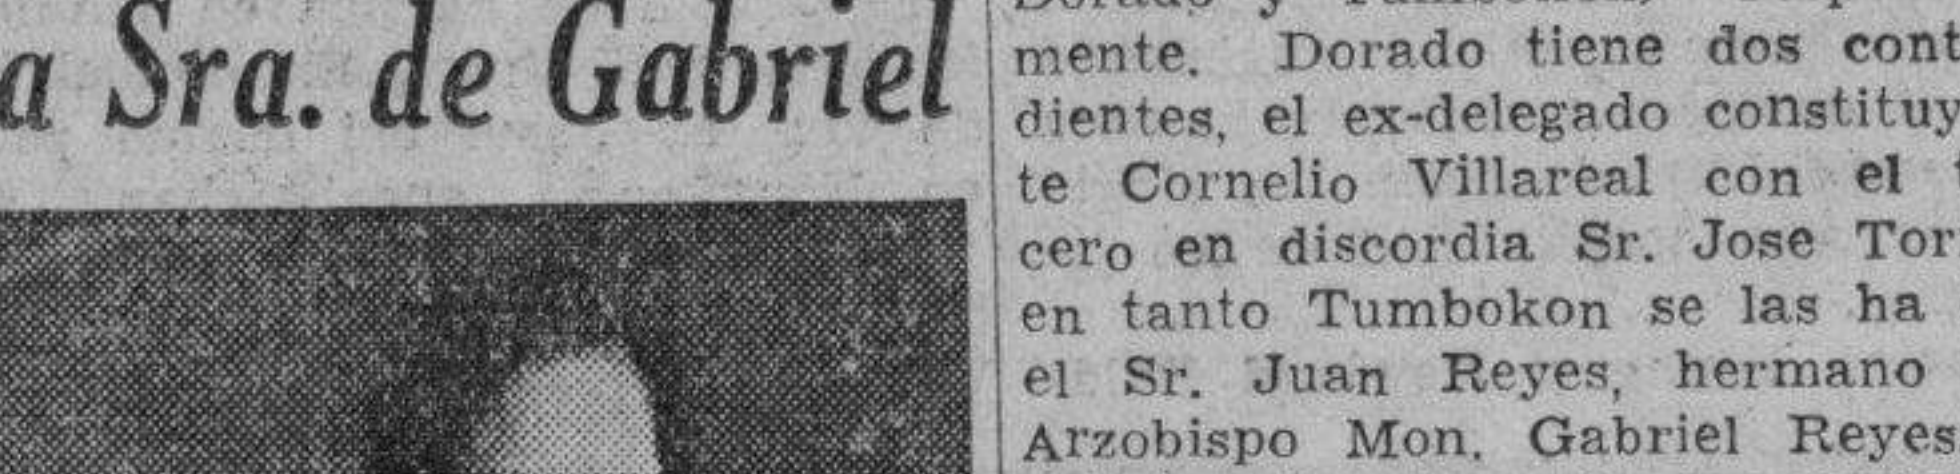 a Sra. de Gabriel
Dorado y
mente. Dorado tiene dos cont
dientes, el ex-delegado constituy
te Cornelio Villareal con el
cero en discordia Sr. Jose Tor
en tanto Tumbokon se las ha
el Sr. Juan Reyes, hermano
Arzobispo Mon. Gabriel Reyes